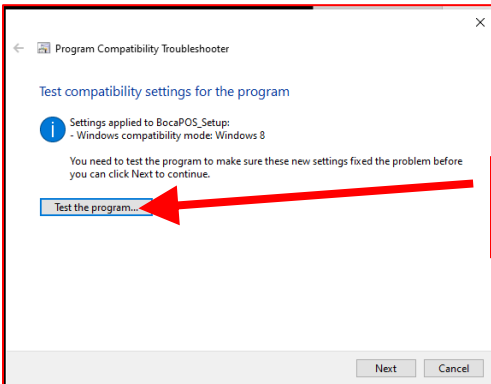 Program Compatibility Troubleshooter
Test compatibility settings for the program
Settings applied to BocaPOS_Setup:
- Windows compatibility mode: Windows 8
You need to test the program to make sure these new settings fixed the problem before
you can click Next to continue.
Test the program...
Next Cancel